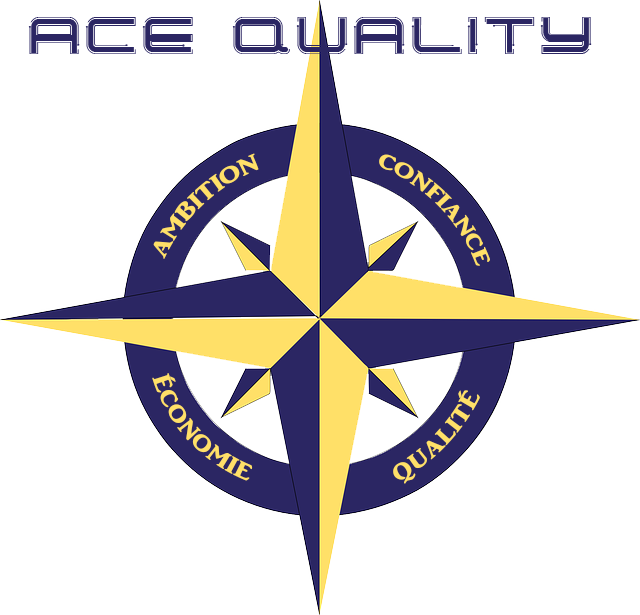 ACE QUALITY
AMBITION
CONFIANCE
ÉCONOMIE
QUALITÉ